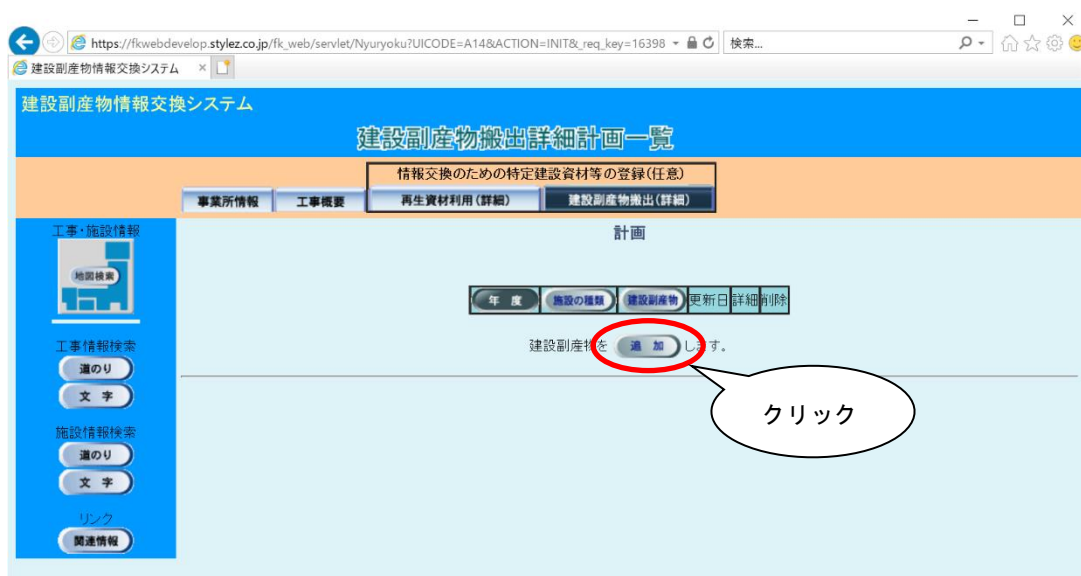 https://fkwebdevelop.stylez.co.jp/fk_web/servlet/Nyuryoku?UICODE=A14&ACTION=INIT&_req_key=16398
検索...
建設副産物情報交換システム
建設副産物情報交換システム
建設副産物搬出詳細計画一覧
情報交換のための特定建設資材等の登録(任意)
事業所情報 工事概要 再生資材利用(詳細) 建設副産物搬出(詳細)
工事・施設情報
地図検索
計画
年 度 施設の種類 建設副産物 更新日 詳細 削除
建設副産物を 追 加 します。
クリック
工事情報検索
道のり
文 字
施設情報検索
道のり
文 字
リンク
関連情報